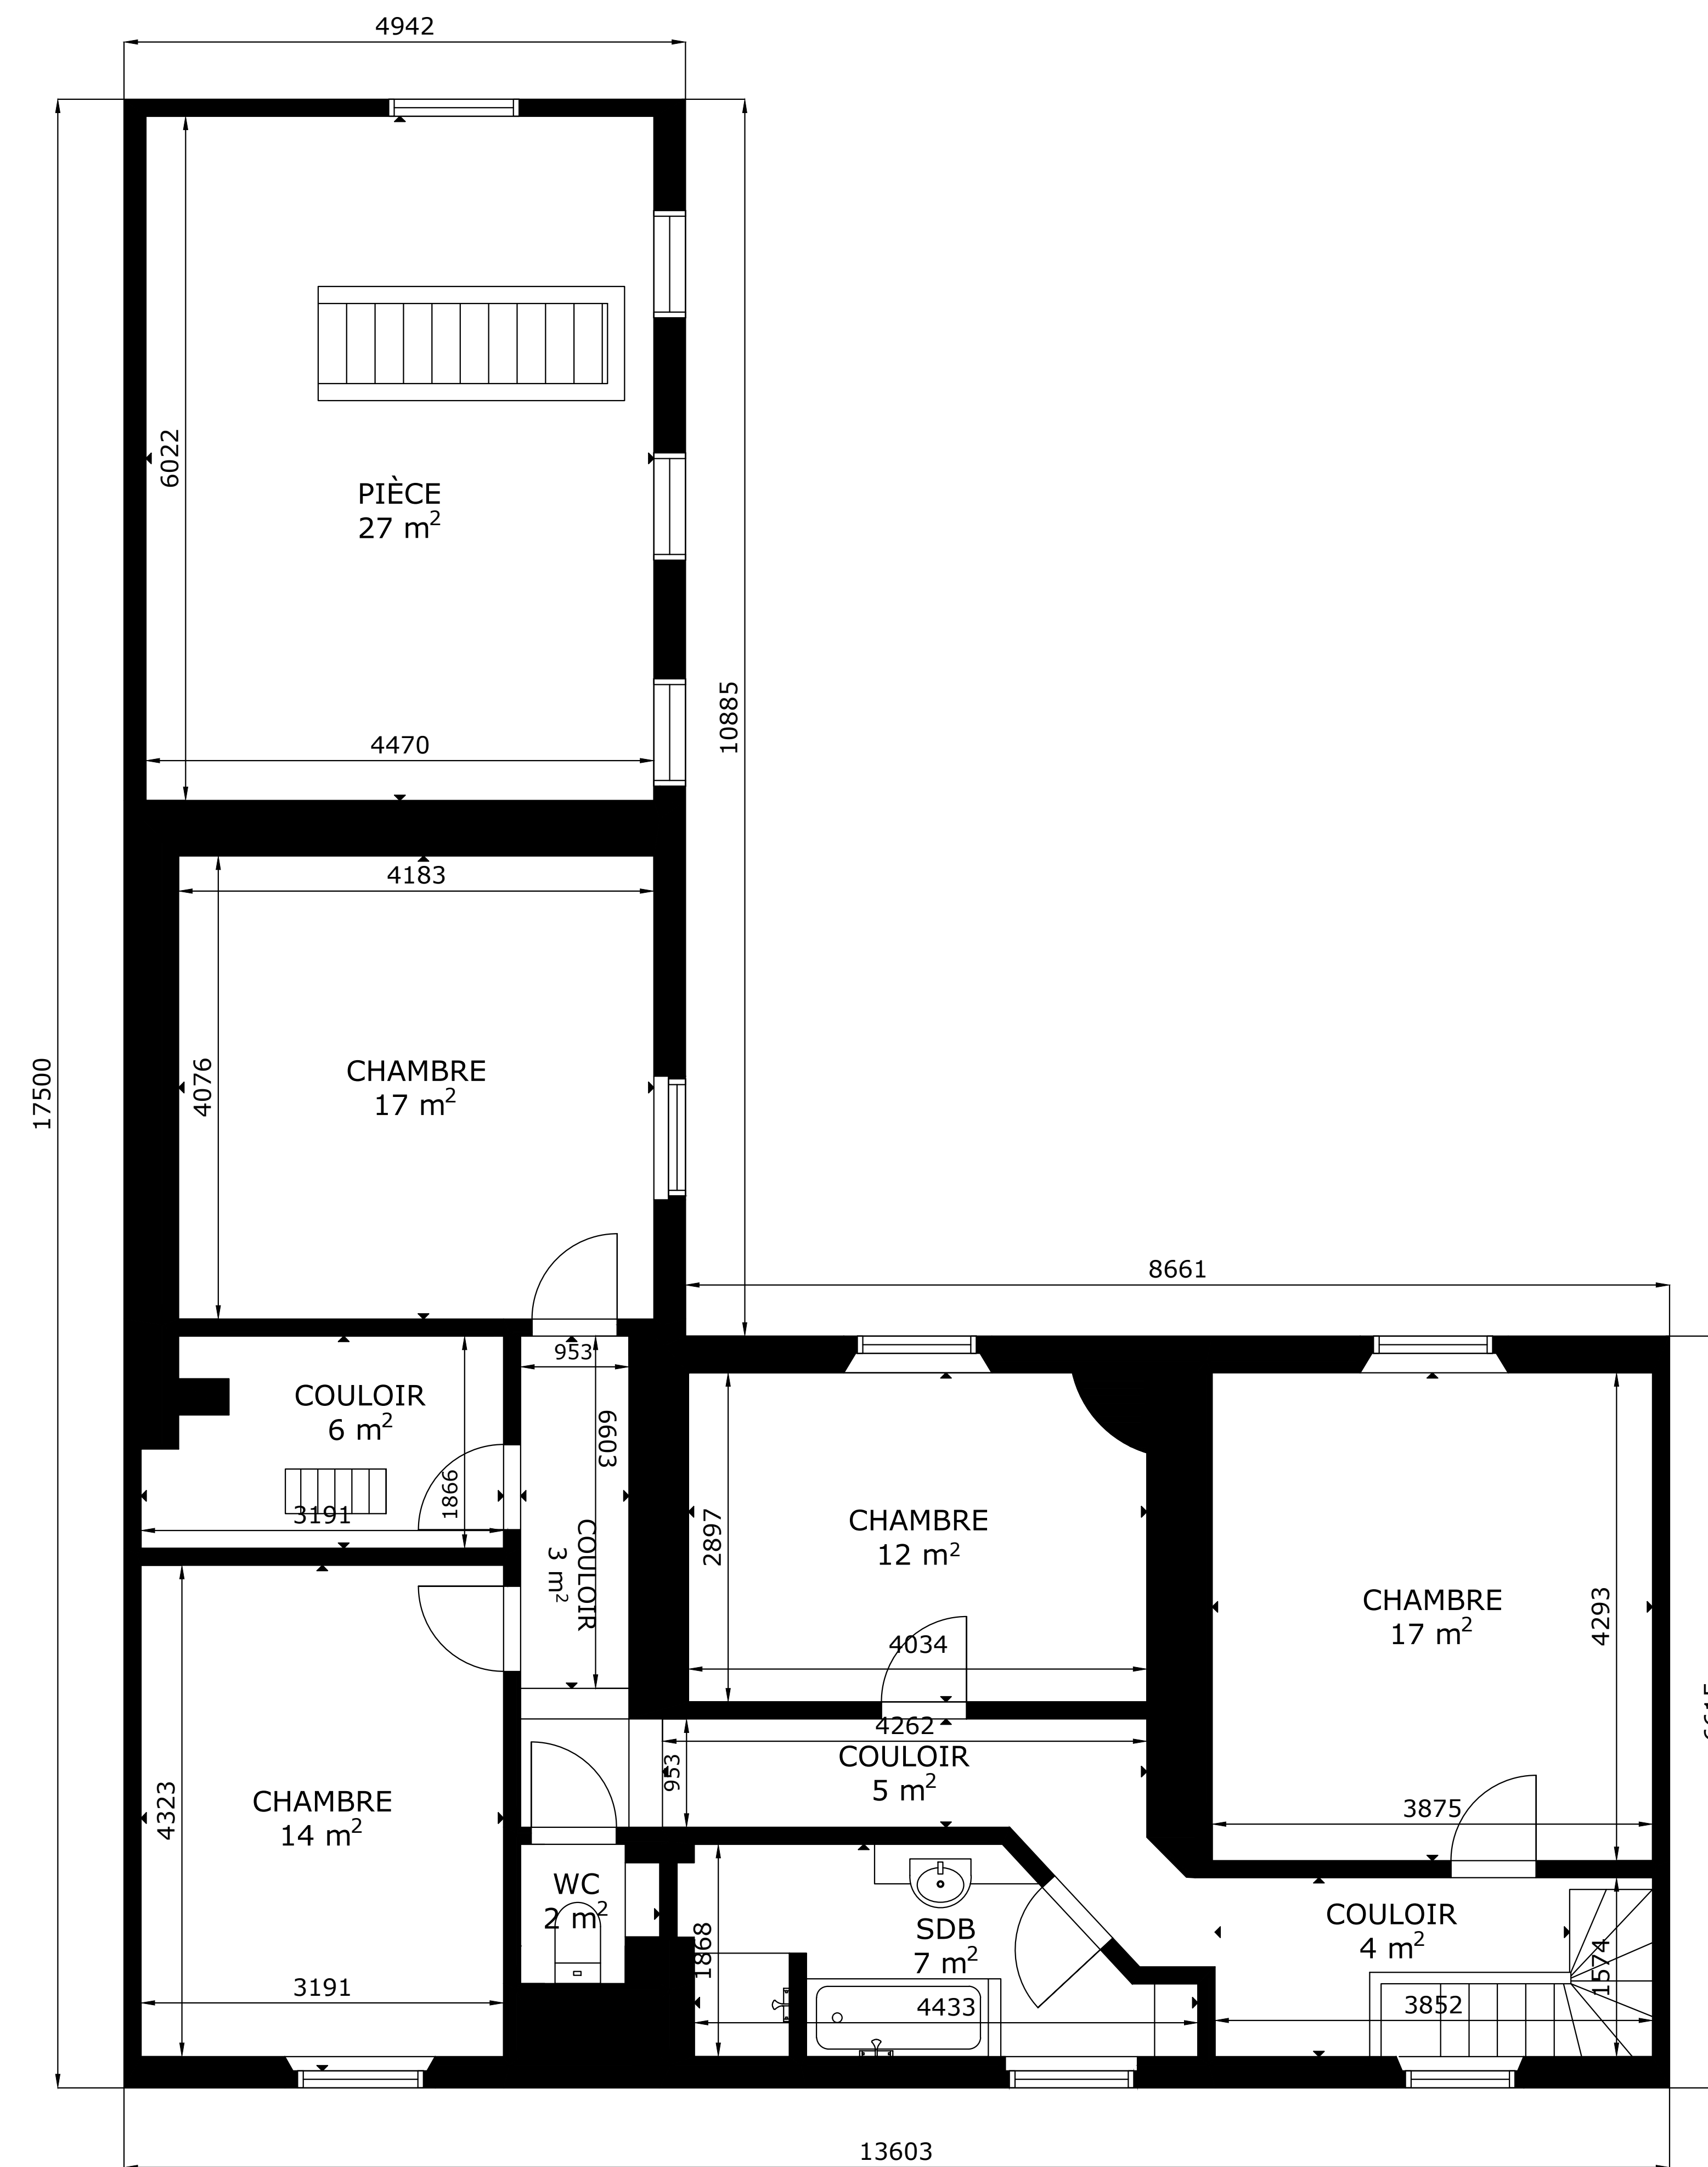 4942
6022
PIÈCE
27 m²
4470
10885
17500
4183
4076
CHAMBRE
17 m²
8661
953
COULOIR
6 m²
3099
1866
3191
COULOIR
3 m²
2897
CHAMBRE
12 m²
4034
CHAMBRE
17 m²
4293
3875
4262
953
COULOIR
5 m²
4323
CHAMBRE
14 m²
3191
WC
2 m²
1868
SDB
7 m²
4433
COULOIR
4 m²
1574
3852
13603